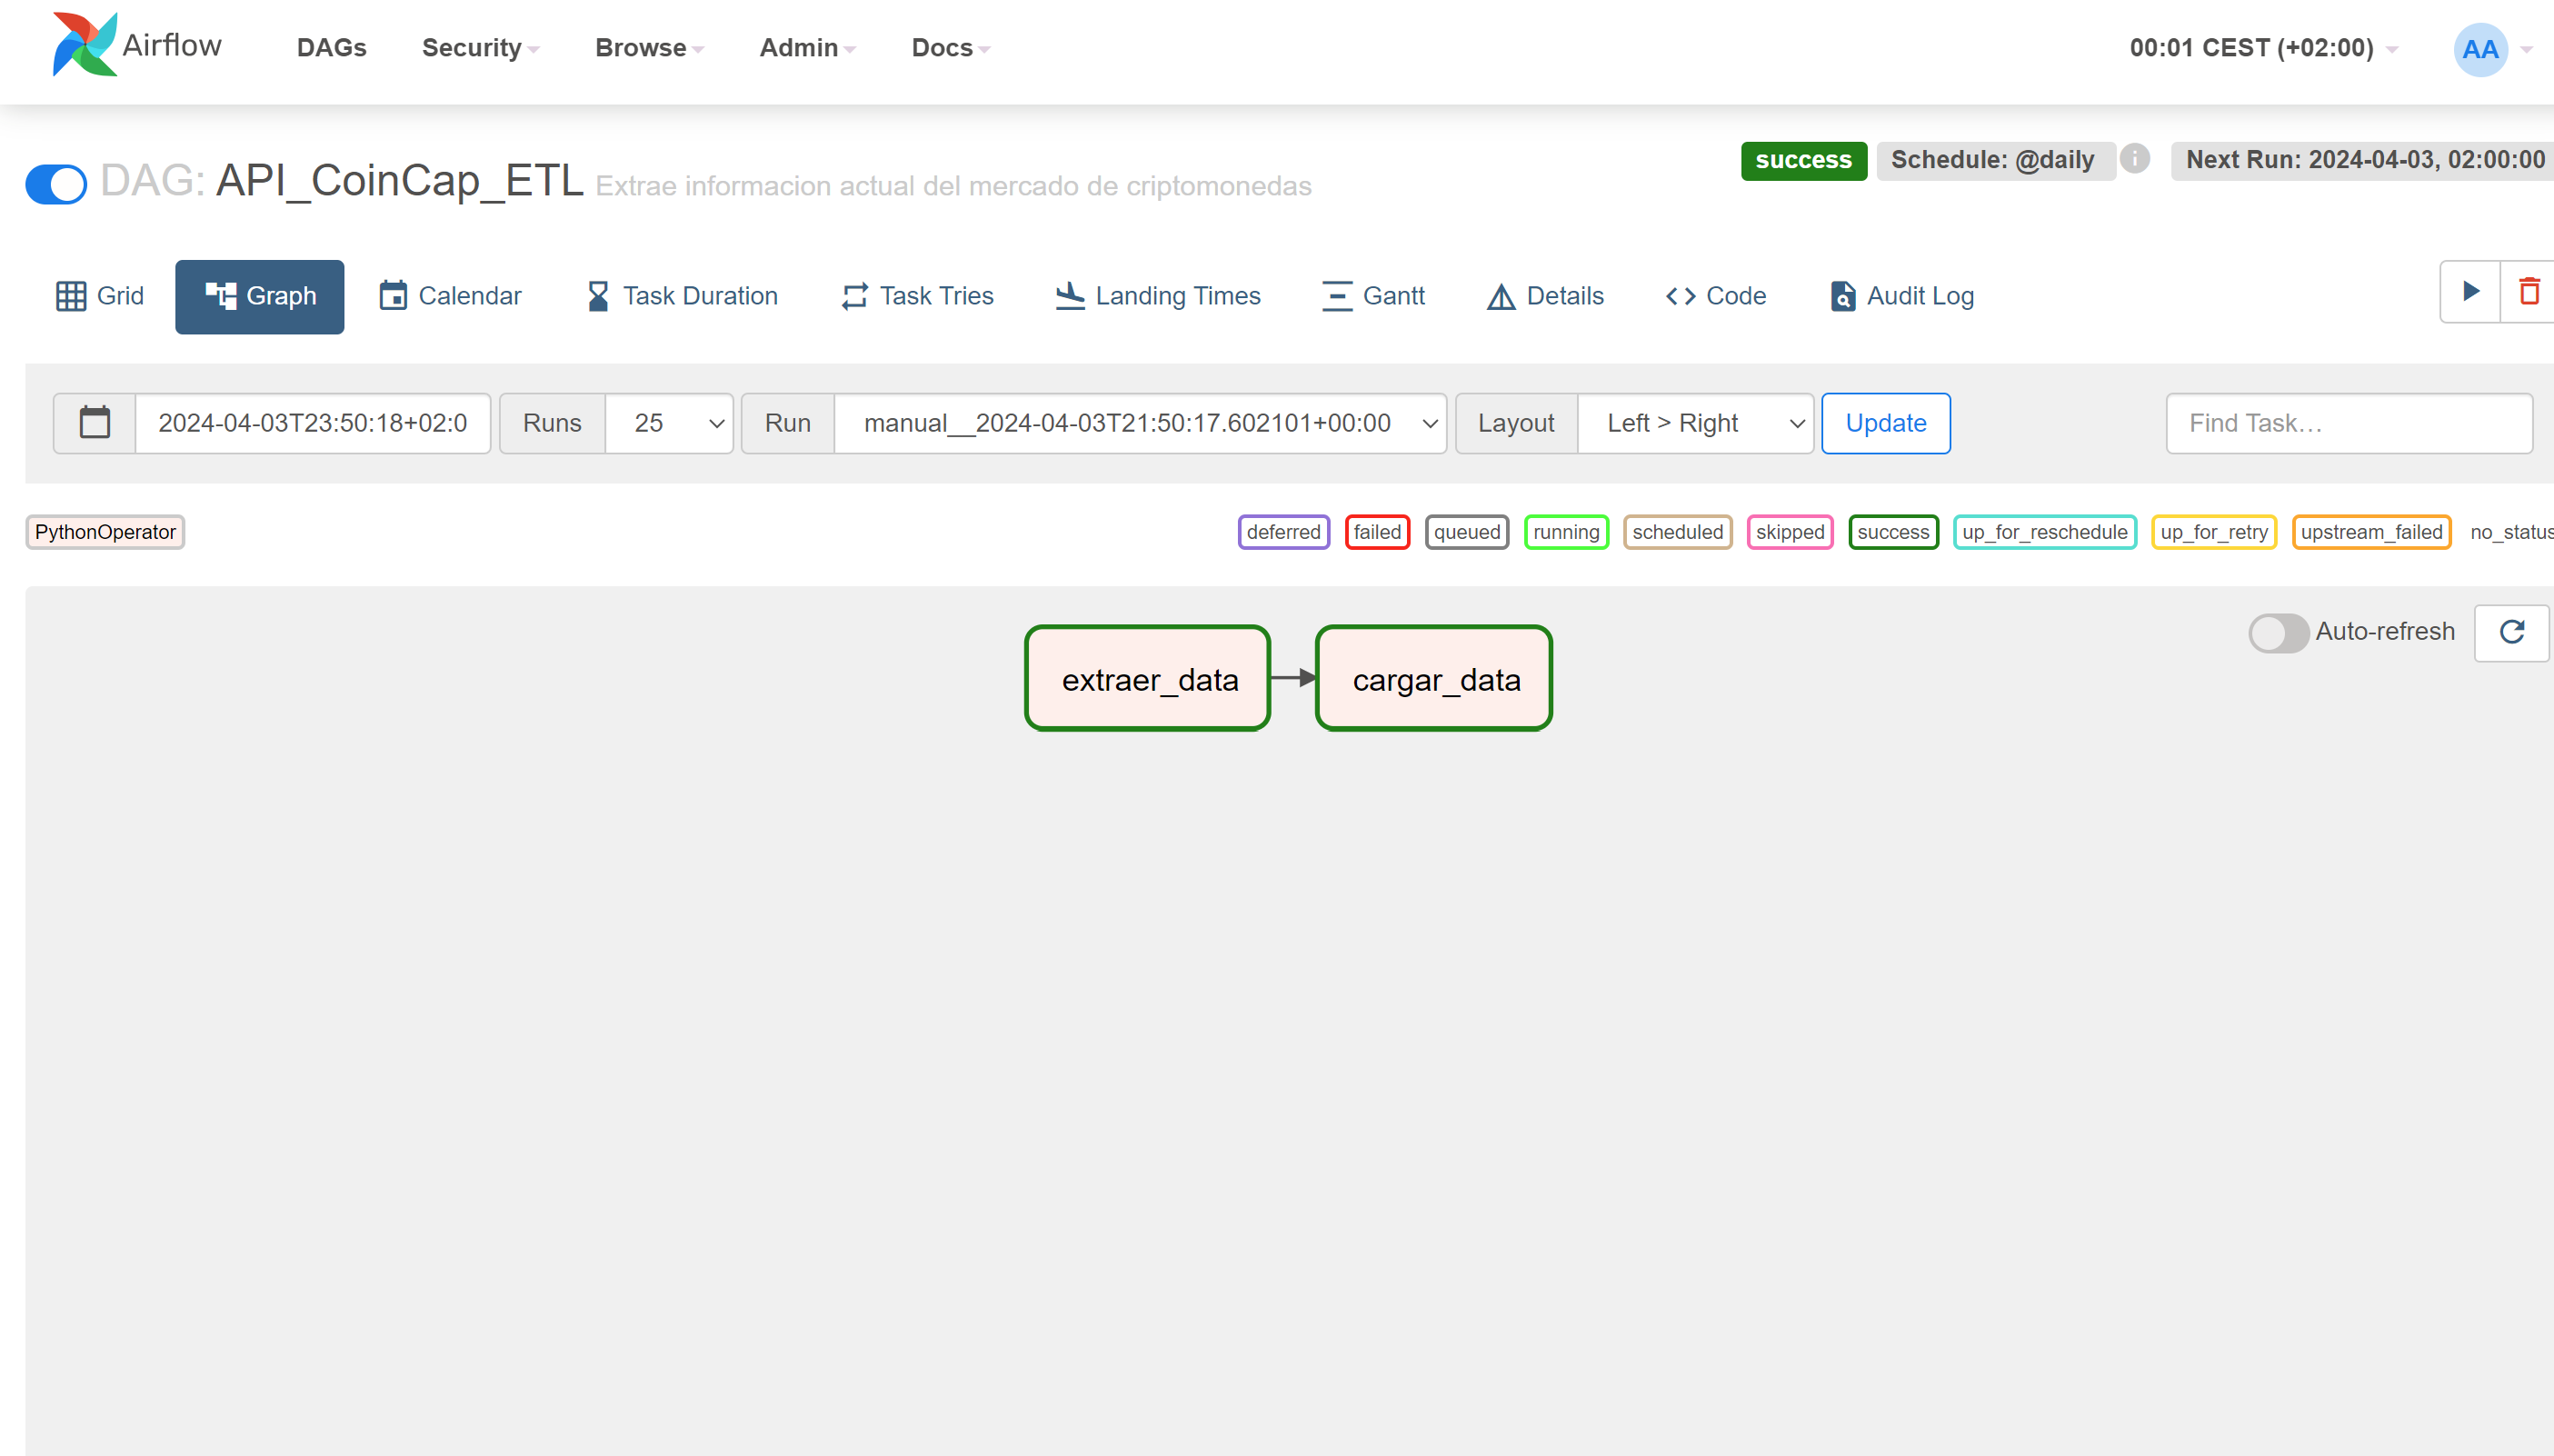 Airflow DAGs Security Browse Admin Docs 00:01 CEST (+02:00) AA
DAG: API_CoinCap_ETL Extrae informacion actual del mercado de criptomonedas success Schedule: @daily i Next Run: 2024-04-03, 02:00:00
Grid Graph Calendar Task Duration Task Tries Landing Times Gantt Details Code Audit Log
2024-04-03T23:50:18+02:0 Runs 25 Run manual__2024-04-03T21:50:17.602101+00:00 Layout Left > Right Update Find Task…
PythonOperator deferred failed queued running scheduled skipped success up_for_reschedule up_for_retry upstream_failed no_status
Auto-refresh
extraer_data cargar_data